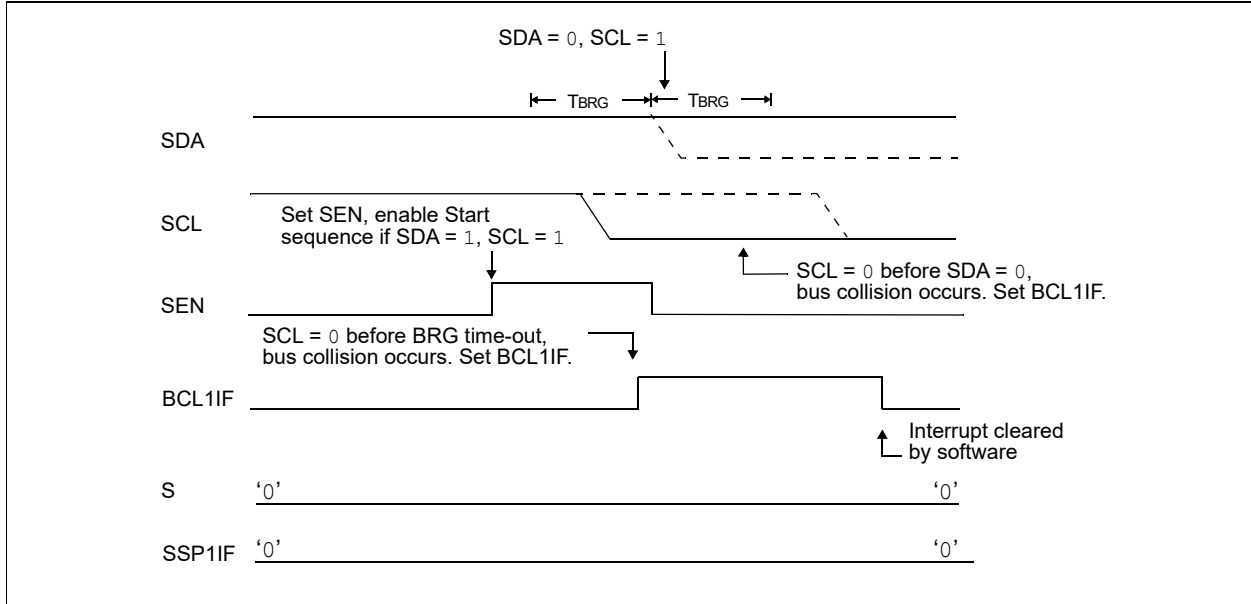 SDA = 0, SCL = 1
TBRG TBRG
SDA
SCL
Set SEN, enable Start
sequence if SDA = 1, SCL = 1
SCL = 0 before SDA = 0,
bus collision occurs. Set BCL1IF.
SEN
SCL = 0 before BRG time-out,
bus collision occurs. Set BCL1IF.
BCL1IF
Interrupt cleared
by software
S ‘0’ ‘0’
SSP1IF ‘0’ ‘0’